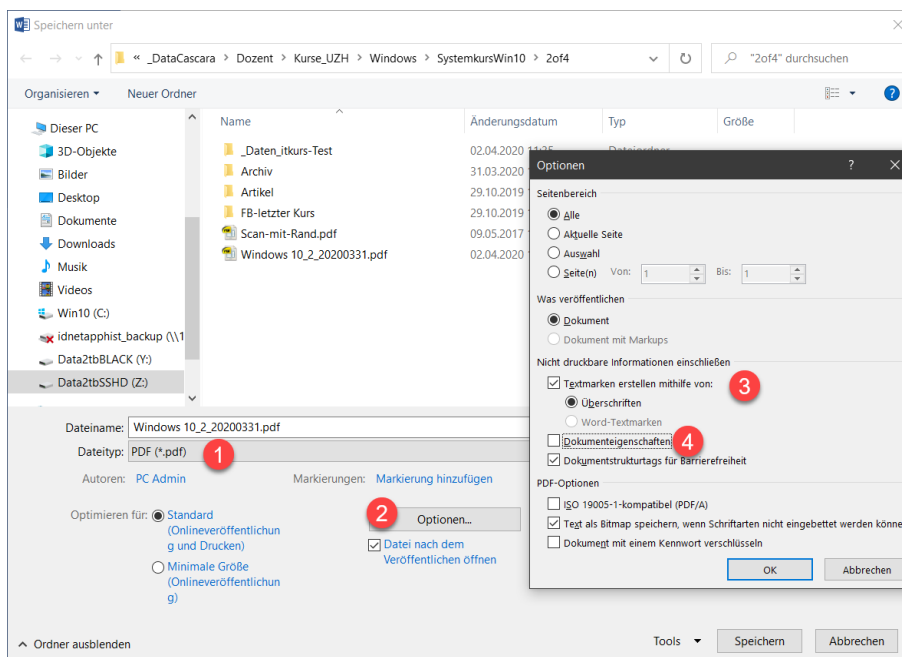 Speichern unter
« _DataCascara > Dozent > Kurse_UZH > Windows > SystemkursWin10 > 2of4
"2of4" durchsuchen
Organisieren
Neuer Ordner
?
Dieser PC
3D-Objekte
Bilder
Desktop
Dokumente
Downloads
Musik
Videos
Win10 (C:)
idnetapphist_backup (\\1
Data2tbBLACK (Y:)
Data2tbSSHD (Z:)
Name Änderungsdatum Typ Größe
_Daten_itkurs-Test 02.04.2020 11:25 Dateiordner
Archiv 31.03.2020
Artikel 29.10.2019
FB-letzter Kurs 29.10.2019
Scan-mit-Rand.pdf 09.05.2017
Windows 10_2_20200331.pdf 02.04.2020
Dateiname: Windows 10_2_20200331.pdf
Dateityp: PDF (*.pdf) 1
Autoren: PC Admin
Markierungen: Markierung hinzufügen
Optimieren für: Standard
(Onlineveröffentlichun
g und Drucken)
Minimale Größe
(Onlineveröffentlichun
g)
2 Optionen...
Datei nach dem
Veröffentlichen öffnen
Ordner ausblenden
Tools Speichern Abbrechen
Optionen ?
Seitenbereich
Alle
Aktuelle Seite
Auswahl
Seite(n) Von: 1 Bis: 1
Was veröffentlichen
Dokument
Dokument mit Markups
Nicht druckbare Informationen einschließen
Textmarken erstellen mithilfe von: 3
Überschriften
Word-Textmarken
Dokumenteigenschaften 4
Dokumentstrukturtags für Barrierefreiheit
PDF-Optionen
ISO 19005-1-kompatibel (PDF/A)
Text als Bitmap speichern, wenn Schriftarten nicht eingebettet werden könne
Dokument mit einem Kennwort verschlüsseln
OK Abbrechen